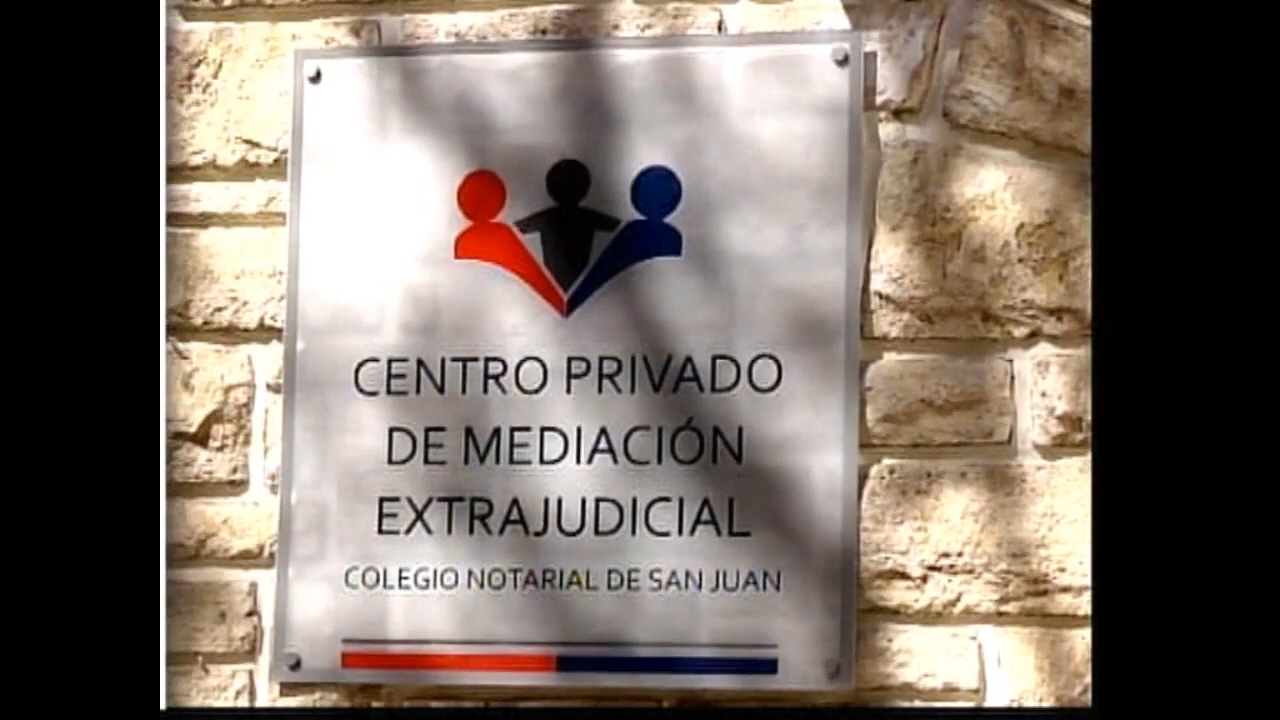 CENTRO PRIVADO
DE MEDIACIÓN
EXTRAJUDICIAL
COLEGIO NOTARIAL DE SAN JUAN